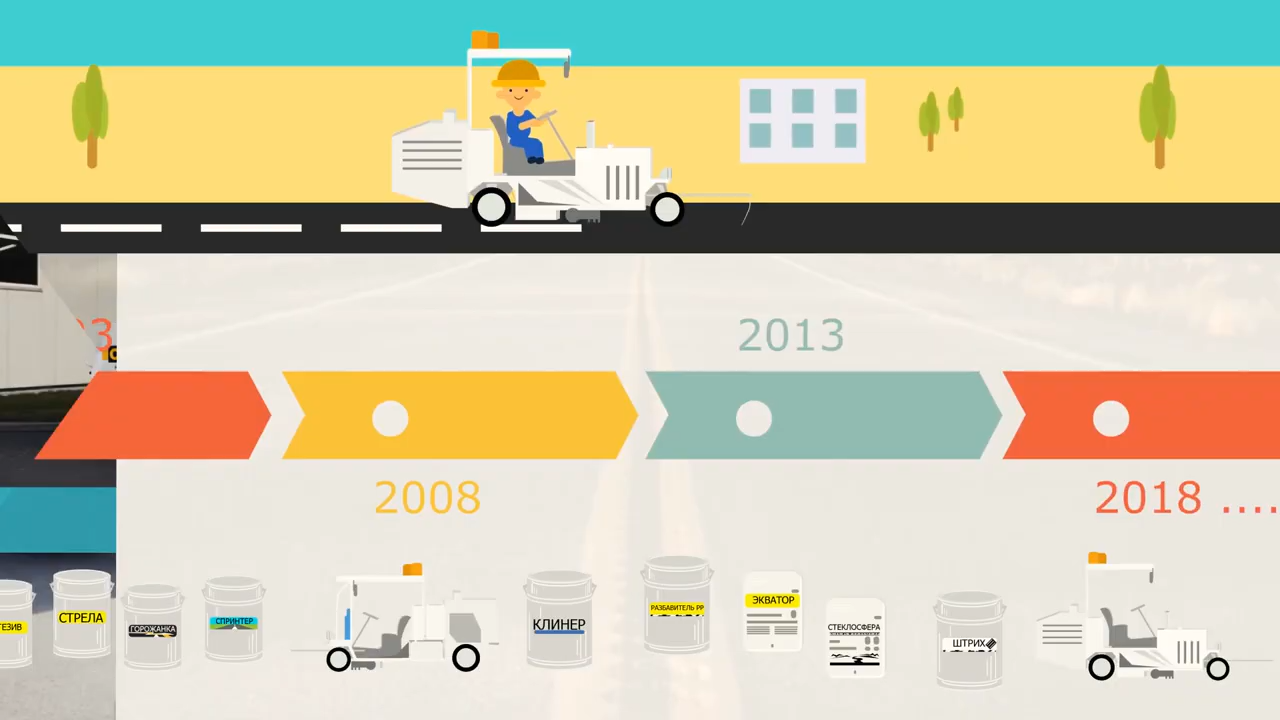 2013
2008
2018 ....
СТРЕЛА
ГОРОЖАНКА
СПРИНТЕР
КЛИНЕР
РАЗБАВИТЕЛЬ РР
ЭКВАТОР
СТЕКЛОСФЕРА
ШТРИХ